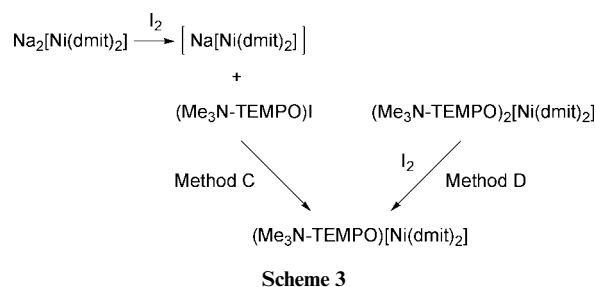 I₂
Na₂[Ni(dmit)₂] → [ Na[Ni(dmit)₂] ]
+
(Me₃N-TEMPO)I (Me₃N-TEMPO)₂[Ni(dmit)₂]
I₂
Method C Method D
(Me₃N-TEMPO)[Ni(dmit)₂]
Scheme 3